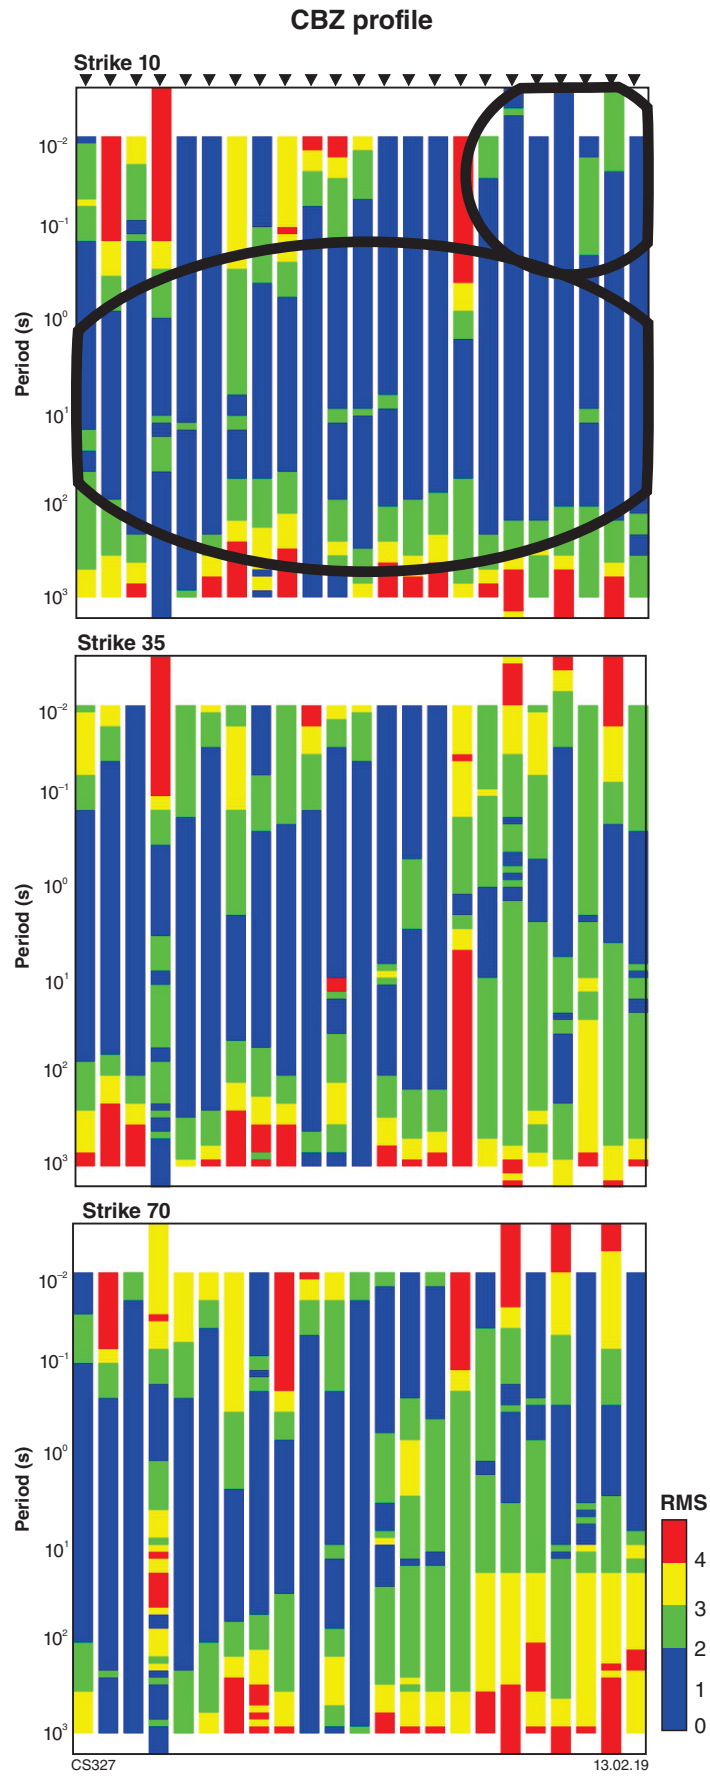 CBZ profile
Strike 10
Period (s)
10⁻²
10⁻¹
10⁰
10¹
10²
10³
Strike 35
Period (s)
10⁻²
10⁻¹
10⁰
10¹
10²
10³
Strike 70
Period (s)
10⁻²
10⁻¹
10⁰
10¹
10²
10³
RMS
4
3
2
1
0
CS327 13.02.19